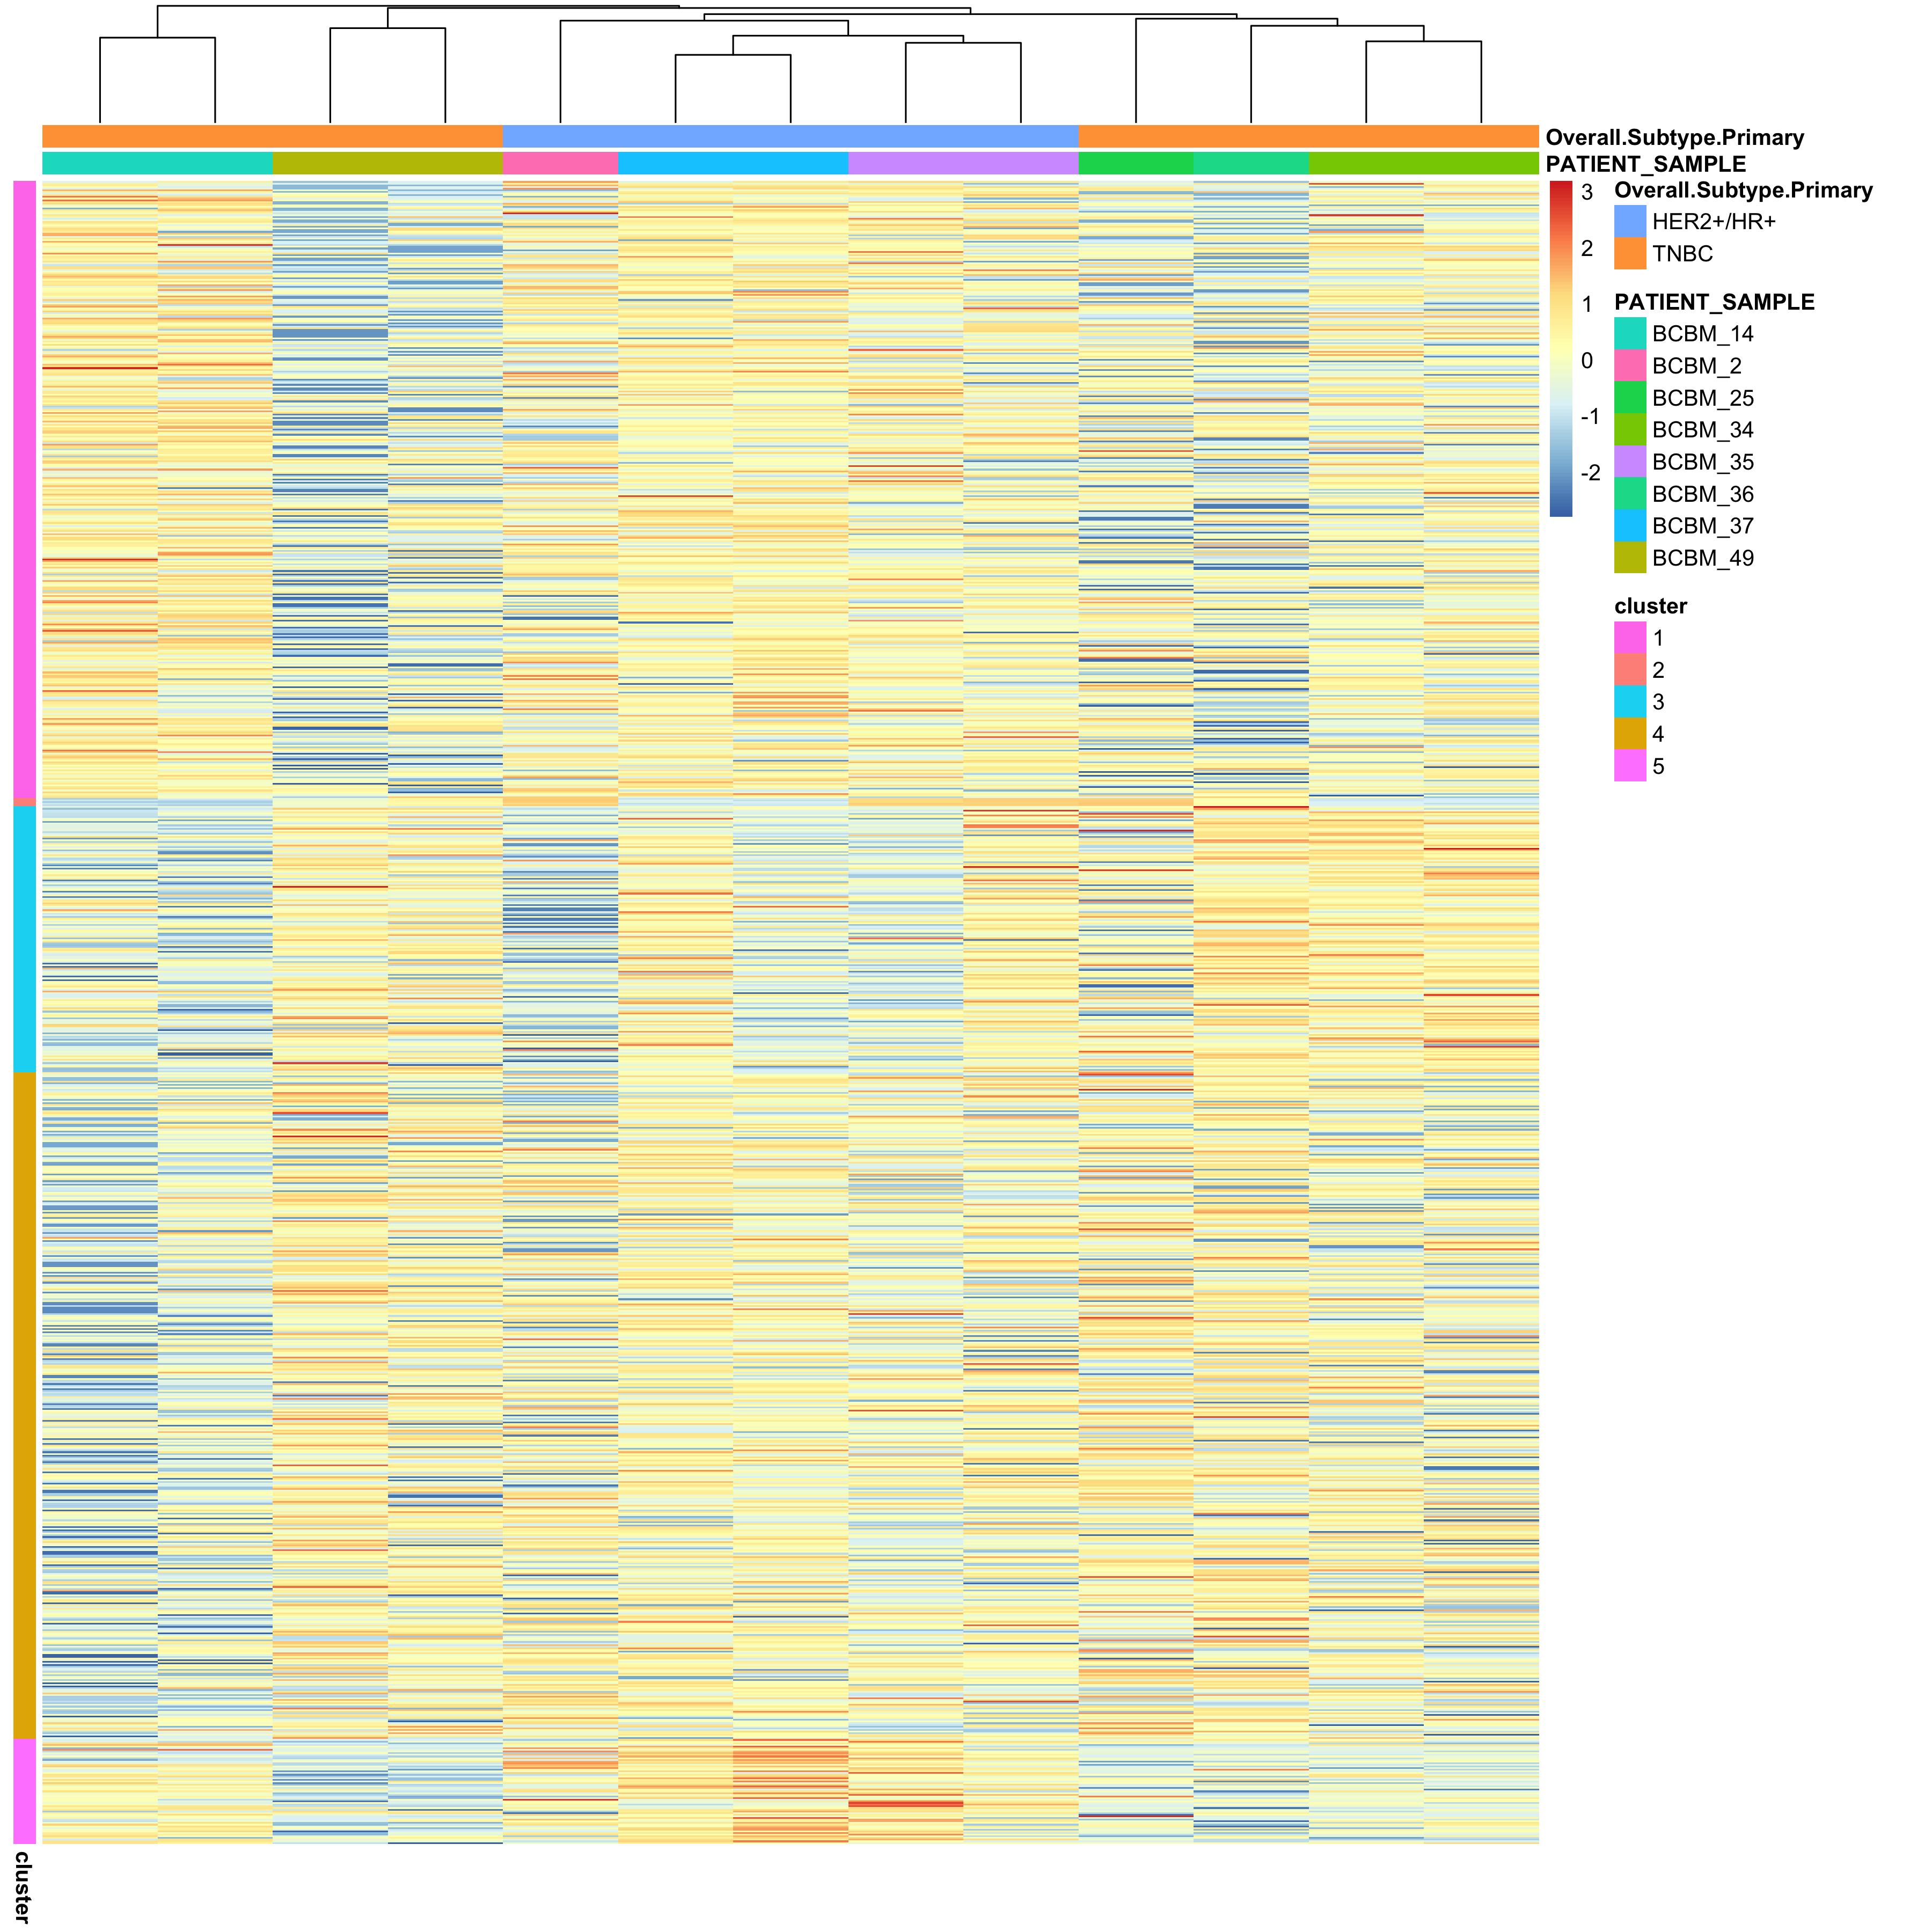 Overall.Subtype.Primary
PATIENT_SAMPLE
3
2
1
0
-1
-2
Overall.Subtype.Primary
HER2+/HR+
TNBC
PATIENT_SAMPLE
BCBM_14
BCBM_2
BCBM_25
BCBM_34
BCBM_35
BCBM_36
BCBM_37
BCBM_49
cluster
1
2
3
4
5
cluster